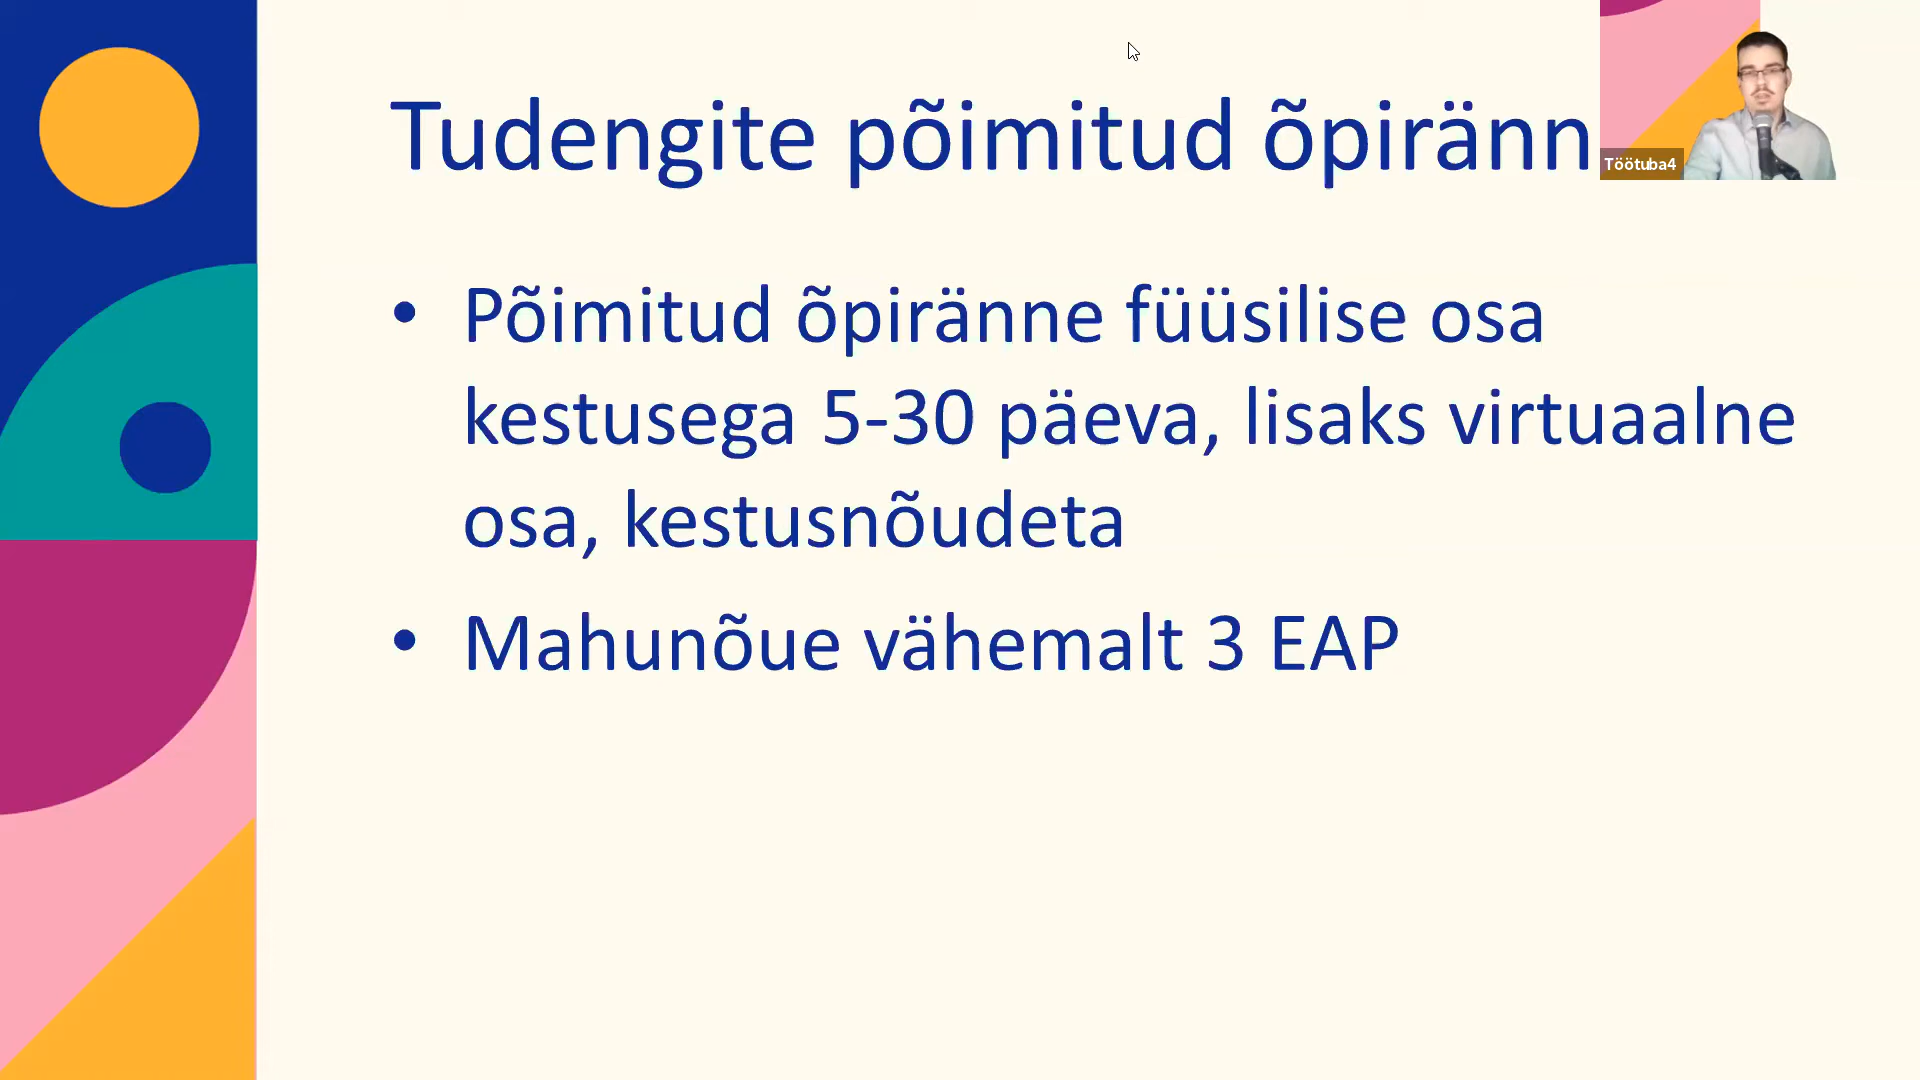 Tudengite põimitud õpiränn
Töötuba4
• Põimitud õpiränne füüsilise osa
kestusega 5-30 päeva, lisaks virtuaalne
osa, kestusnõudeta
• Mahunõue vähemalt 3 EAP